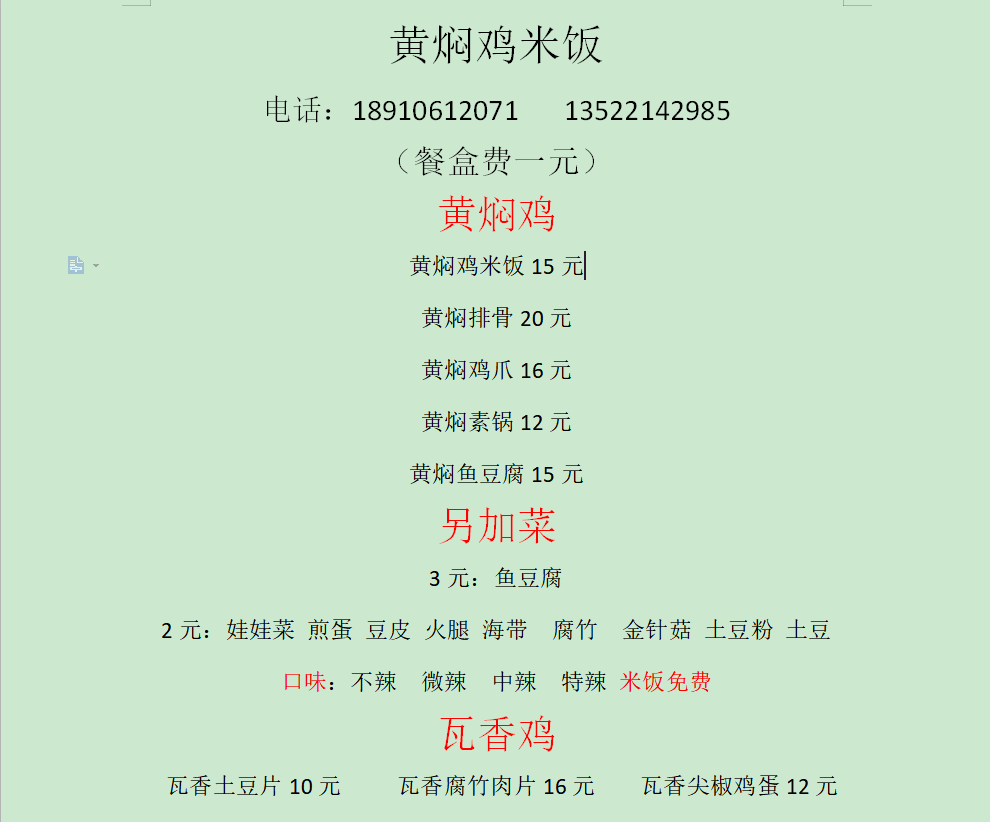 黄焖鸡米饭
电话：18910612071 13522142985
（餐盒费一元）
黄焖鸡
黄焖鸡米饭 15 元
黄焖排骨 20 元
黄焖鸡爪 16 元
黄焖素锅 12 元
黄焖鱼豆腐 15 元
另加菜
3 元：鱼豆腐
2 元：娃娃菜 煎蛋 豆皮 火腿 海带 腐竹 金针菇 土豆粉 土豆
口味：不辣 微辣 中辣 特辣 米饭免费
瓦香鸡
瓦香土豆片 10 元 瓦香腐竹肉片 16 元 瓦香尖椒鸡蛋 12 元